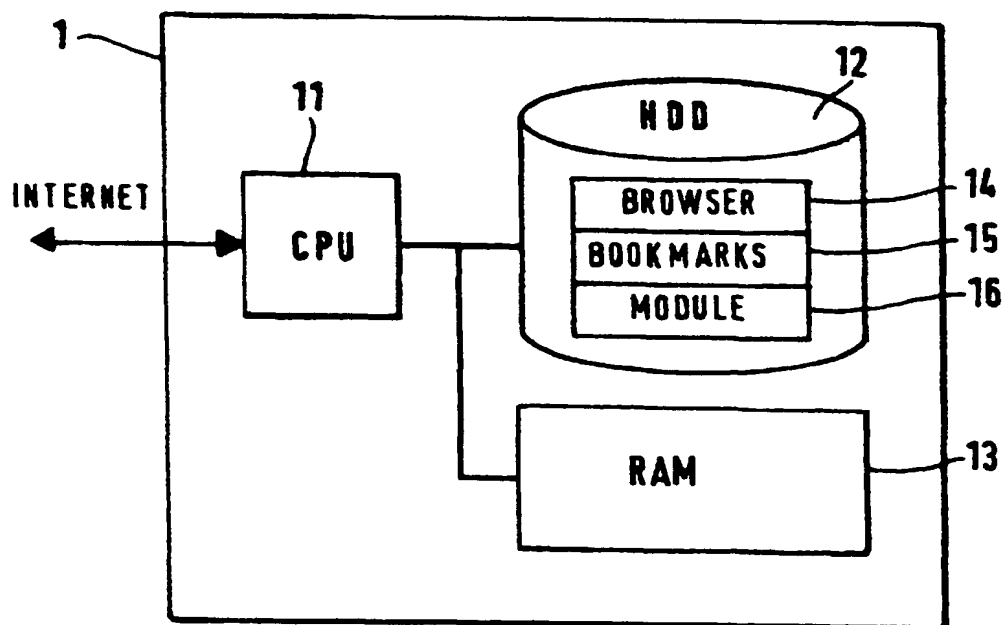 1
11
12
HDD
INTERNET
CPU
BROWSER
14
BOOKMARKS
15
MODULE
16
RAM
13